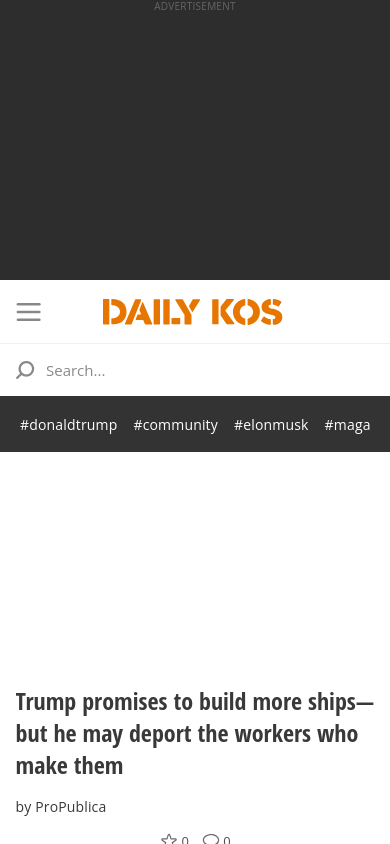 ADVERTISEMENT
DAILY KOS
Search...
#donaldtrump #community #elonmusk #maga
Trump promises to build more ships—
but he may deport the workers who
make them
by ProPublica
0 0